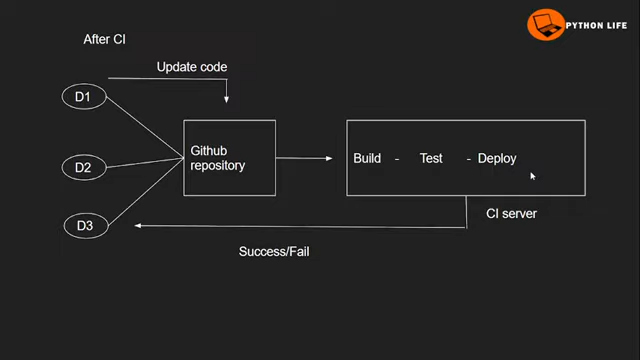 PYTHON LIFE
After CI
Update code
D1
D2
D3
Github
repository
Build - Test - Deploy
CI server
Success/Fail